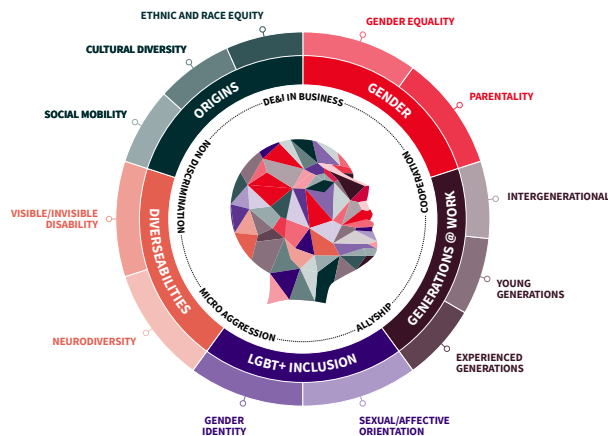 ETHNIC AND RACE EQUITY
GENDER EQUALITY
CULTURAL DIVERSITY
PARENTALITY
SOCIAL MOBILITY
ORIGINS
GENDER
DE&I IN BUSINESS
NON DISCRIMINATION
COOPERATION
INTERGENERATIONAL
VISIBLE/INVISIBLE
DISABILITY
DIVERSEABILITIES
GENERATIONS @ WORK
YOUNG
GENERATIONS
MICRO AGGRESSION
ALLYSHIP
NEURODIVERSITY
EXPERIENCED
GENERATIONS
LGBT+ INCLUSION
GENDER
IDENTITY
SEXUAL/AFFECTIVE
ORIENTATION